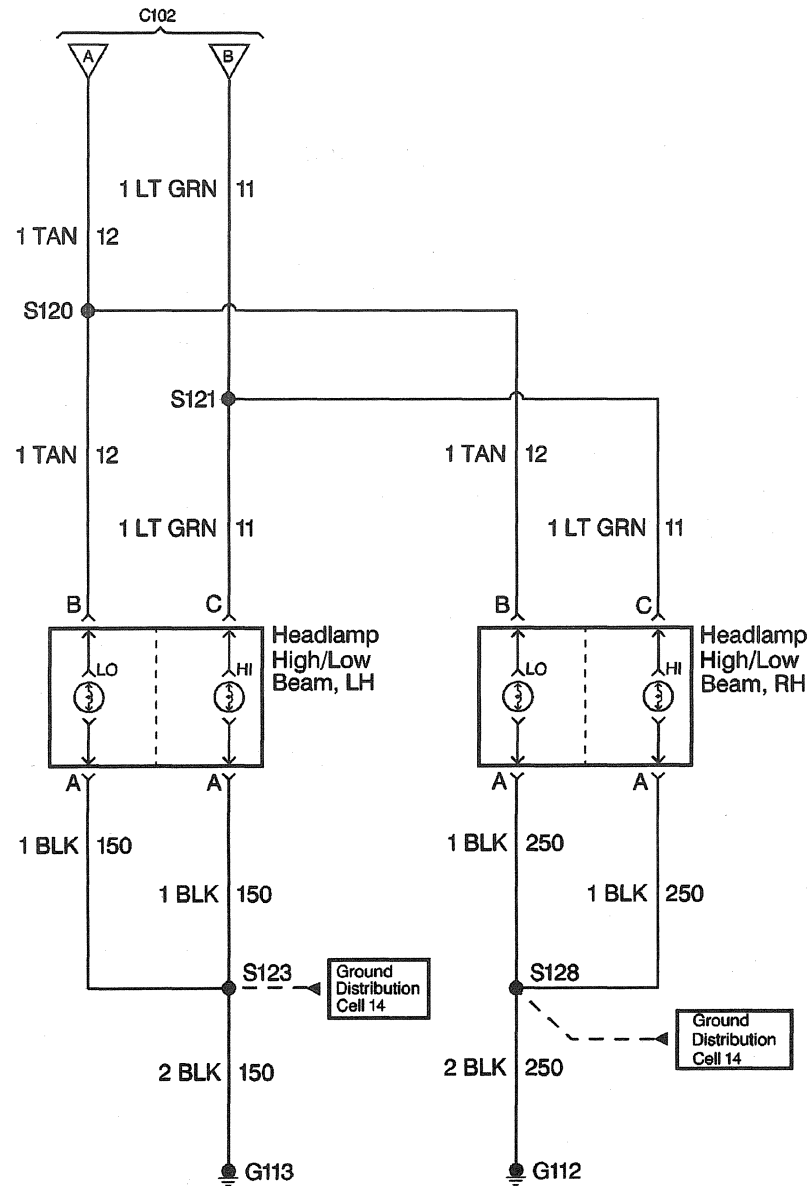 C102
A
B
1 LT GRN 11
1 TAN 12
S120
S121
1 TAN 12
1 TAN 12
1 LT GRN 11
1 LT GRN 11
B
C
B
C
Headlamp
High/Low
Beam, LH
LO
HI
Headlamp
High/Low
Beam, RH
LO
HI
A
A
A
A
1 BLK 150
1 BLK 250
1 BLK 150
1 BLK 250
S123
Ground
Distribution
Cell 14
S128
Ground
Distribution
Cell 14
2 BLK 150
2 BLK 250
G113
G112